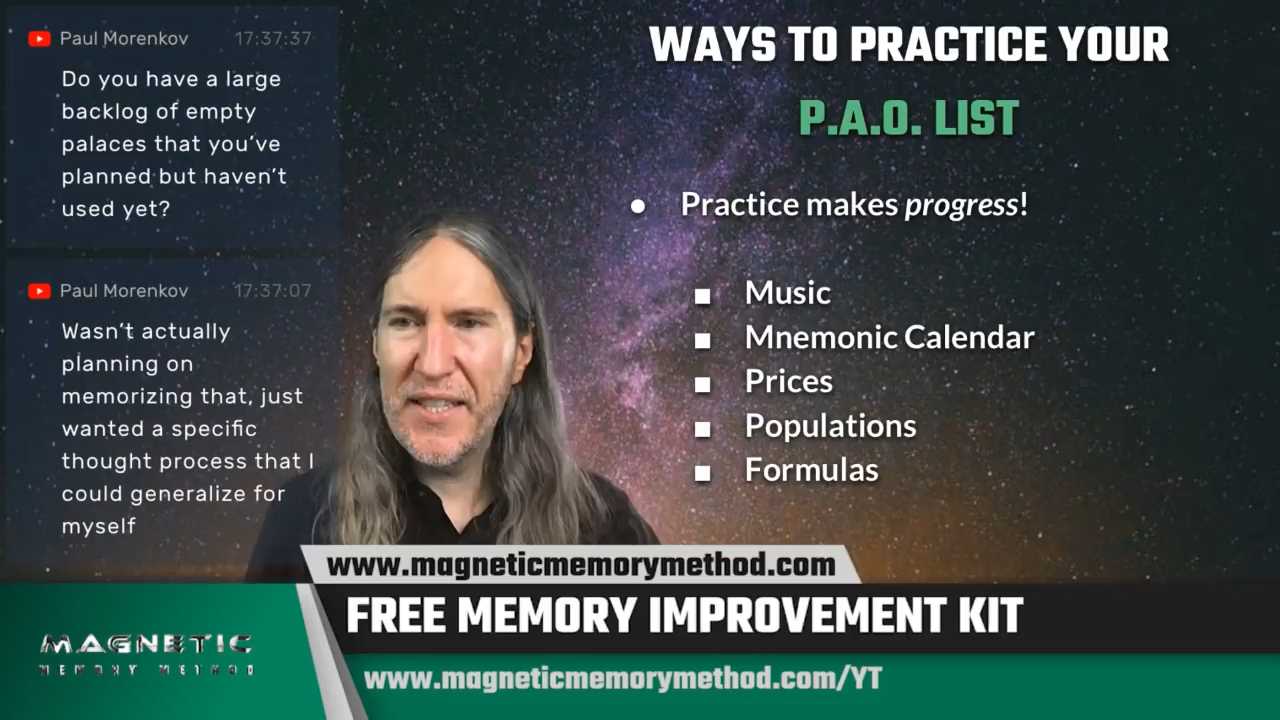 Paul Morenkov 17:37:37
Do you have a large
backlog of empty
palaces that you've
planned but haven't
used yet?
Paul Morenkov 17:37:07
Wasn't actually
planning on
memorizing that, just
wanted a specific
thought process that I
could generalize for
myself
WAYS TO PRACTICE YOUR
P.A.O. LIST
Practice makes progress!
Music
Mnemonic Calendar
Prices
Populations
Formulas
www.magneticmemorymethod.com
FREE MEMORY IMPROVEMENT KIT
www.magneticmemorymethod.com/YT
MAGNETIC
MEMORY METHOD